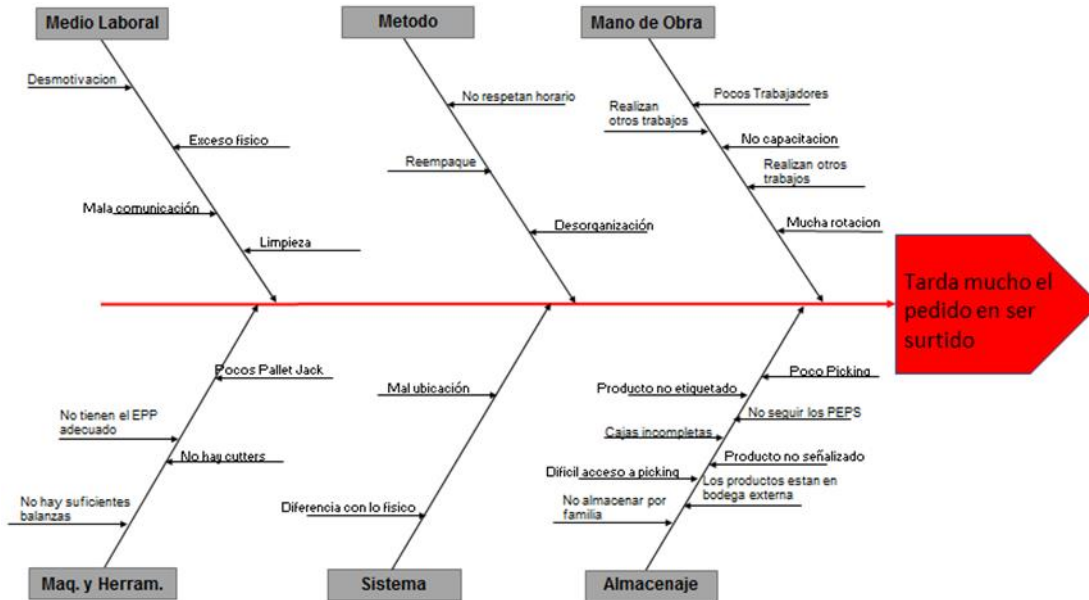 Medio Laboral
Metodo
Mano de Obra
Desmotivacion
Exceso fisico
Mala comunicación
Limpieza
No respetan horario
Reempaque
Desorganización
Pocos Trabajadores
Realizan
otros trabajos
No capacitacion
Realizan otros
trabajos
Mucha rotacion
Tarda mucho el
pedido en ser
surtido
Pocos Pallet Jack
No tienen el EPP
adecuado
No hay cutters
No hay suficientes
balanzas
Mal ubicación
Diferencia con lo fisico
Poco Picking
Producto no etiquetado
No seguir los PEPS
Cajas incompletas
Producto no señalizado
Dificil acceso a picking
Los productos estan en
bodega externa
No almacenar por
familia
Maq. y Herram.
Sistema
Almacenaje